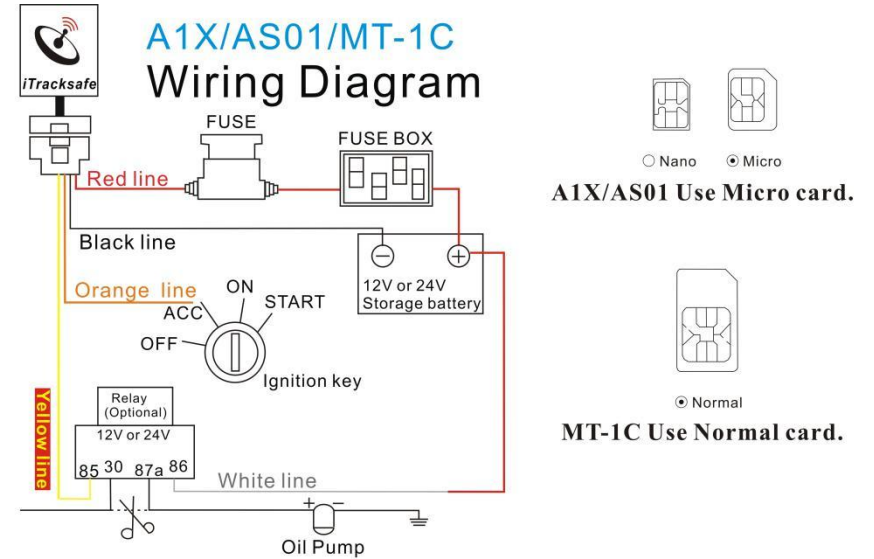 iTracksafe
A1X/AS01/MT-1C
Wiring Diagram
FUSE
FUSE BOX
Red line
Black line
12V or 24V
Storage battery
Orange line
ACC
ON
START
OFF
Ignition key
Yellow line
Relay
(Optional)
12V or 24V
85 30 87a 86
White line
+ −
Oil Pump
Nano Micro
A1X/AS01 Use Micro card.
Normal
MT-1C Use Normal card.